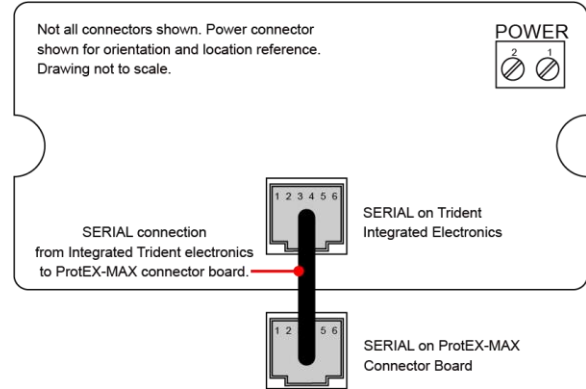 Not all connectors shown. Power connector
shown for orientation and location reference.
Drawing not to scale.
POWER
2 1
1 2 3 4 5 6
SERIAL on Trident
Integrated Electronics
SERIAL connection
from Integrated Trident electronics
to ProtEX-MAX connector board.
1 2 5 6
SERIAL on ProtEX-MAX
Connector Board